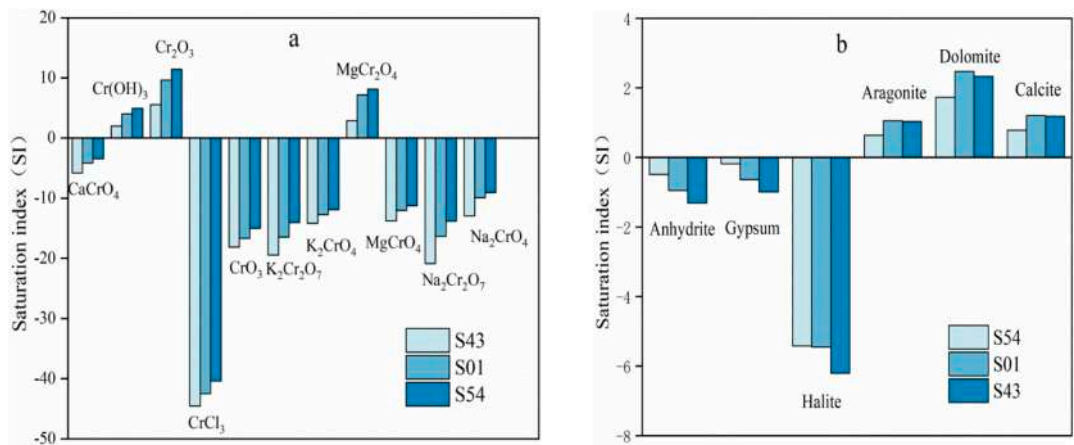 a
Saturation index (SI)
20
10
0
-10
-20
-30
-40
-50
CaCrO₄
Cr(OH)₃
Cr₂O₃
CrCl₃
CrO₃
K₂Cr₂O₇
K₂CrO₄
MgCr₂O₄
MgCrO₄
Na₂Cr₂O₇
Na₂CrO₄
S43
S01
S54
b
Saturation index (SI)
4
2
0
-2
-4
-6
-8
Anhydrite
Gypsum
Halite
Aragonite
Dolomite
Calcite
S54
S01
S43